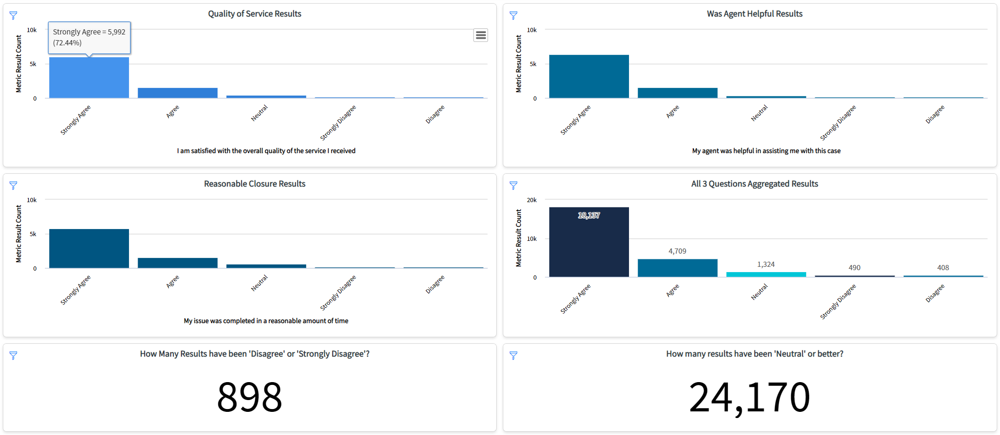 Quality of Service Results
Strongly Agree = 5,992
(72.44%)
Metric Result Count
10k
5k
0
Strongly Agree
Agree
Neutral
Strongly Disagree
Disagree
I am satisfied with the overall quality of the service I received
Was Agent Helpful Results
Metric Result Count
10k
5k
0
Strongly Agree
Agree
Neutral
Strongly Disagree
Disagree
My agent was helpful in assisting me with this case
Reasonable Closure Results
Metric Result Count
10k
5k
0
Strongly Agree
Agree
Neutral
Strongly Disagree
Disagree
My issue was completed in a reasonable amount of time
All 3 Questions Aggregated Results
Metric Result Count
20k
10k
0
18,137
4,709
1,324
490
408
Strongly Agree
Agree
Neutral
Strongly Disagree
Disagree
How Many Results have been 'Disagree' or 'Strongly Disagree'?
898
How many results have been 'Neutral' or better?
24,170